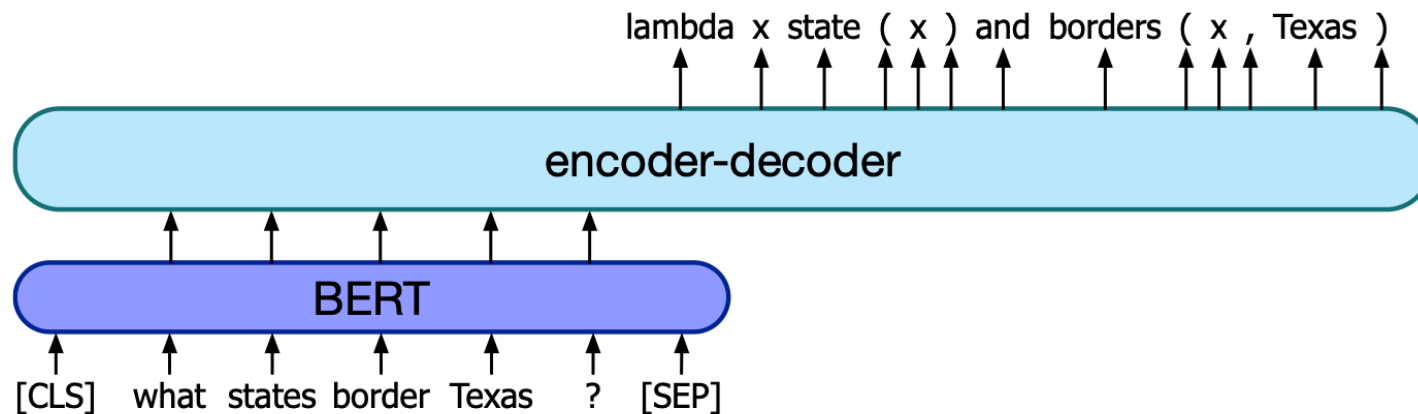 lambda x state ( x ) and borders ( x , Texas )
encoder-decoder
BERT
[CLS] what states border Texas ? [SEP]